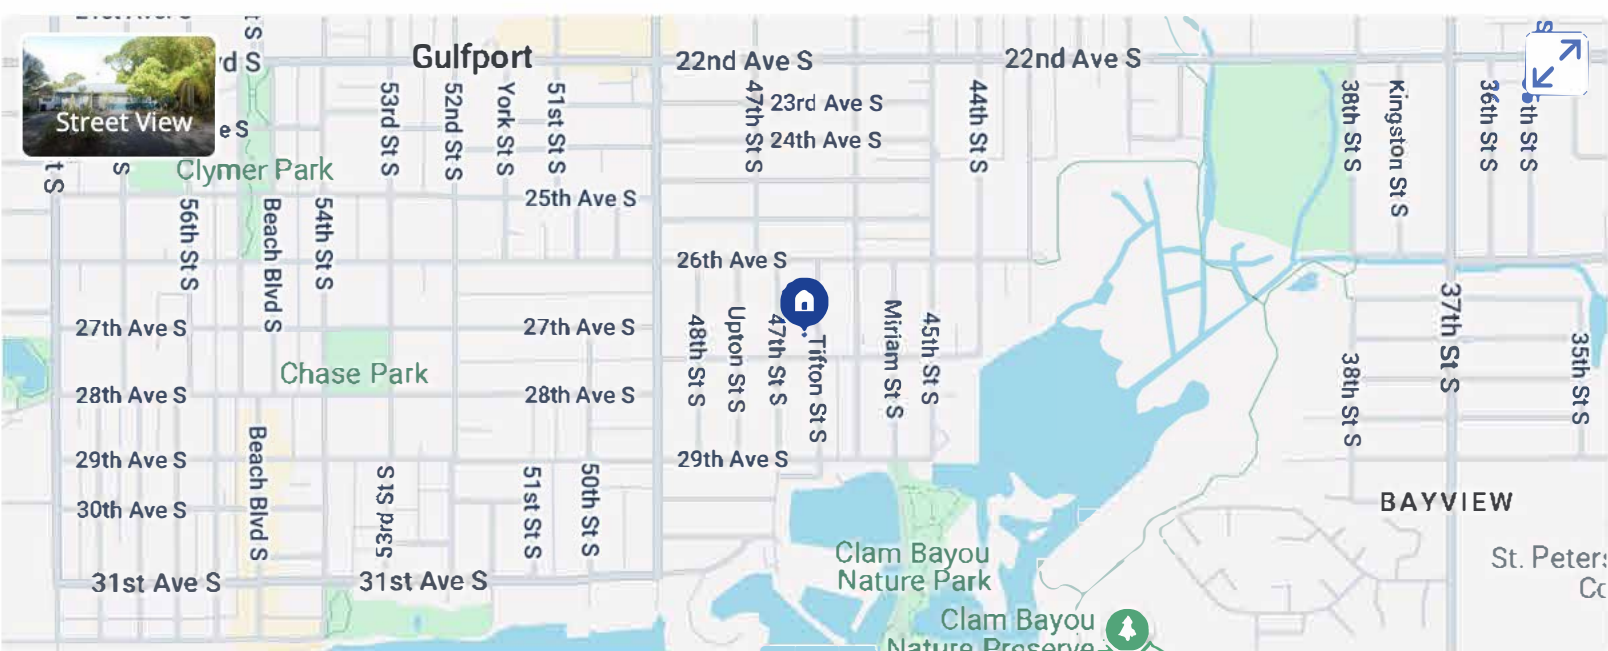 Gulfport
22nd Ave S
22nd Ave S
23rd Ave S
24th Ave S
Street View
Clymer Park
53rd St S
52nd St S
York St S
51st St S
47th St S
44th St S
38th St S
Kingston St S
36th St S
25th Ave S
56th St S
Beach Blvd S
54th St S
26th Ave S
27th Ave S
27th Ave S
48th St S
Upton St S
47th St S
Tifton St S
Miriam St S
45th St S
37th St S
38th St S
35th St S
Chase Park
28th Ave S
28th Ave S
29th Ave S
29th Ave S
Beach Blvd S
53rd St S
51st St S
50th St S
30th Ave S
BAYVIEW
31st Ave S
31st Ave S
Clam Bayou
Nature Park
Clam Bayou
Nature Preserve